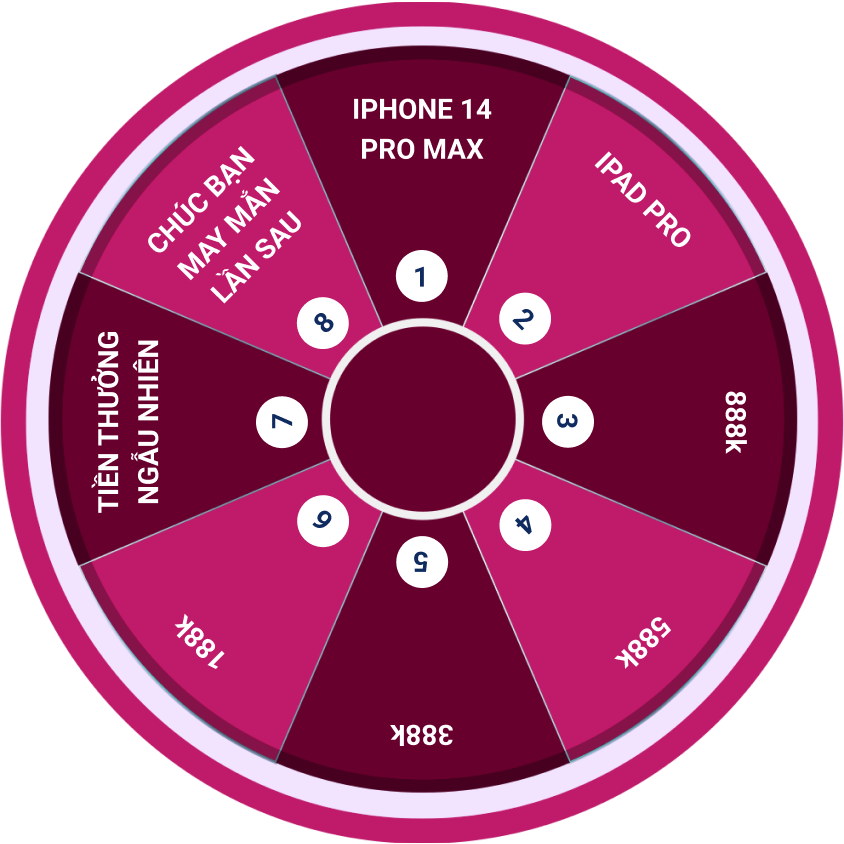 IPHONE 14
PRO MAX
1
IPAD PRO
2
888k
3
588k
4
388k
5
188k
6
TIỀN THƯỞNG
NGẪU NHIÊN
7
CHÚC BẠN
MAY MẮN
LẦN SAU
8